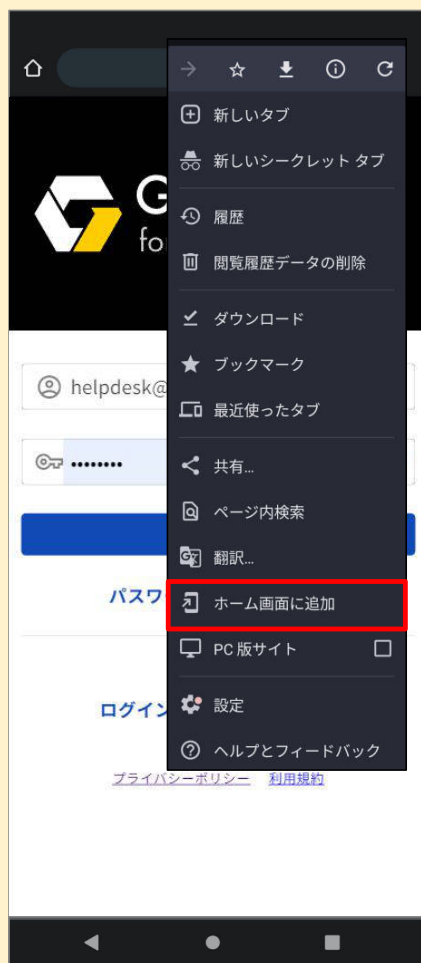 新しいタブ
新しいシークレット タブ
G
fo
履歴
閲覧履歴データの削除
ダウンロード
ブックマーク
helpdesk@
最近使ったタブ
••••••••
共有...
ページ内検索
翻訳...
パスワ
ホーム画面に追加
PC 版サイト
ログイン
設定
ヘルプとフィードバック
プライバシーポリシー 利用規約